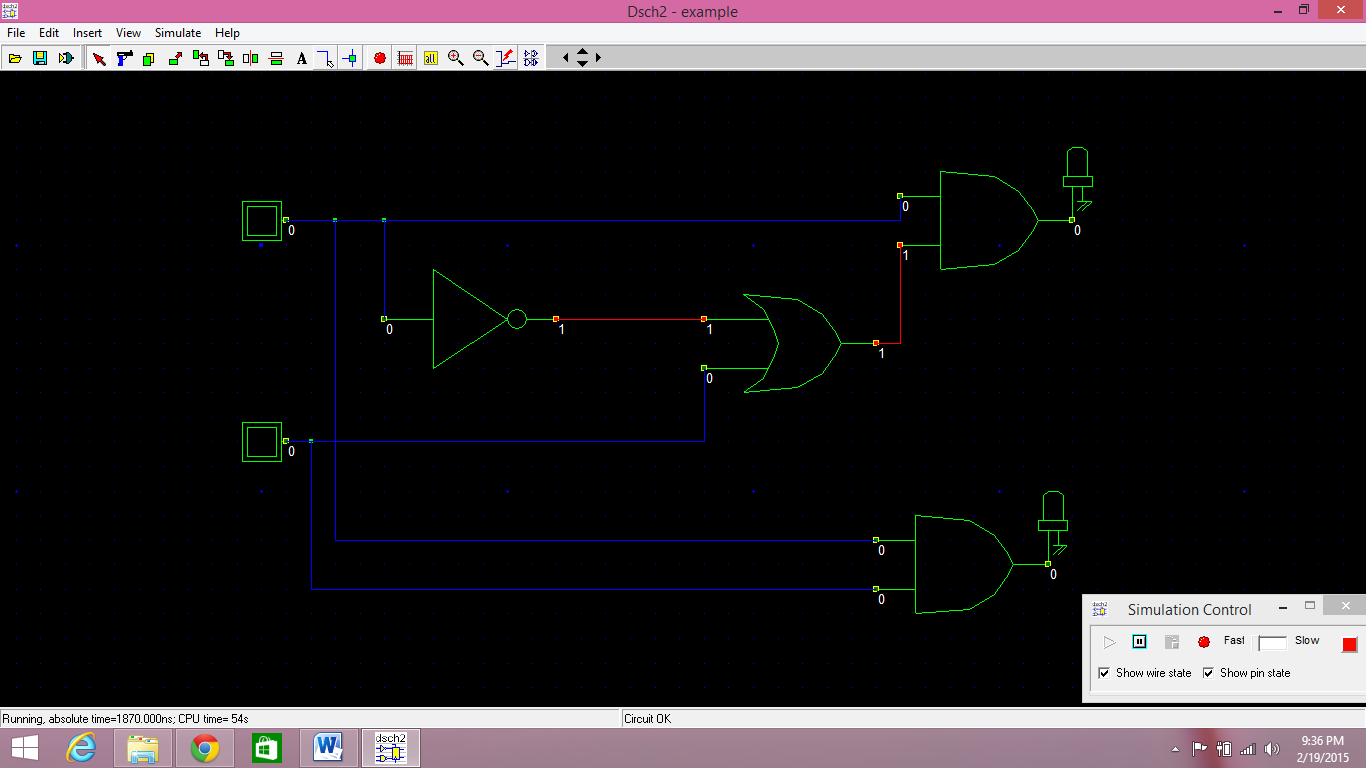 Dsch2 - example
File Edit Insert View Simulate Help
A
0
0
0
1
0
0
1
1
1
0
0
0
0
0
0
Simulation Control
Fast Slow
Show wire state Show pin state
Running, absolute time=1870.000ns; CPU time= 54s Circuit OK
dsch2
9:36 PM
2/19/2015